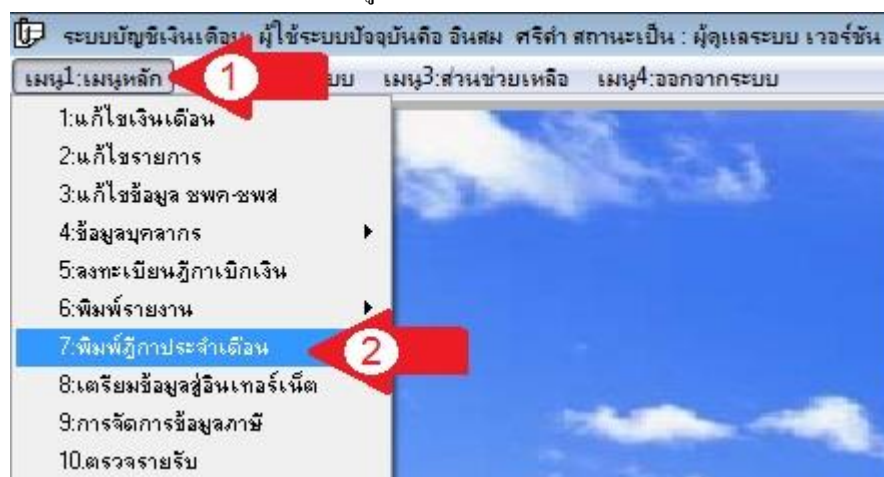 ระบบบัญชีเงินเดือน ผู้ใช้ระบบปัจจุบันคือ อินสม ศรีคำ สถานะเป็น : ผู้ดูแลระบบ เวอร์ชัน
เมนู1:เมนูหลัก 1 บบ เมนู3:ส่วนช่วยเหลือ เมนู4:ออกจากระบบ
1:แก้ไขเงินเดือน
2:แก้ไขรายการ
3:แก้ไขข้อมูล ชพค-ชพส
4:ข้อมูลบุคลากร
5:ลงทะเบียนฎีกาเบิกเงิน
6:พิมพ์รายงาน
7:พิมพ์ฎีกาประจำเดือน 2
8:เตรียมข้อมูลสู่อินเทอร์เน็ต
9:การจัดการข้อมูลภาษี
10.ตรวจรายรับ